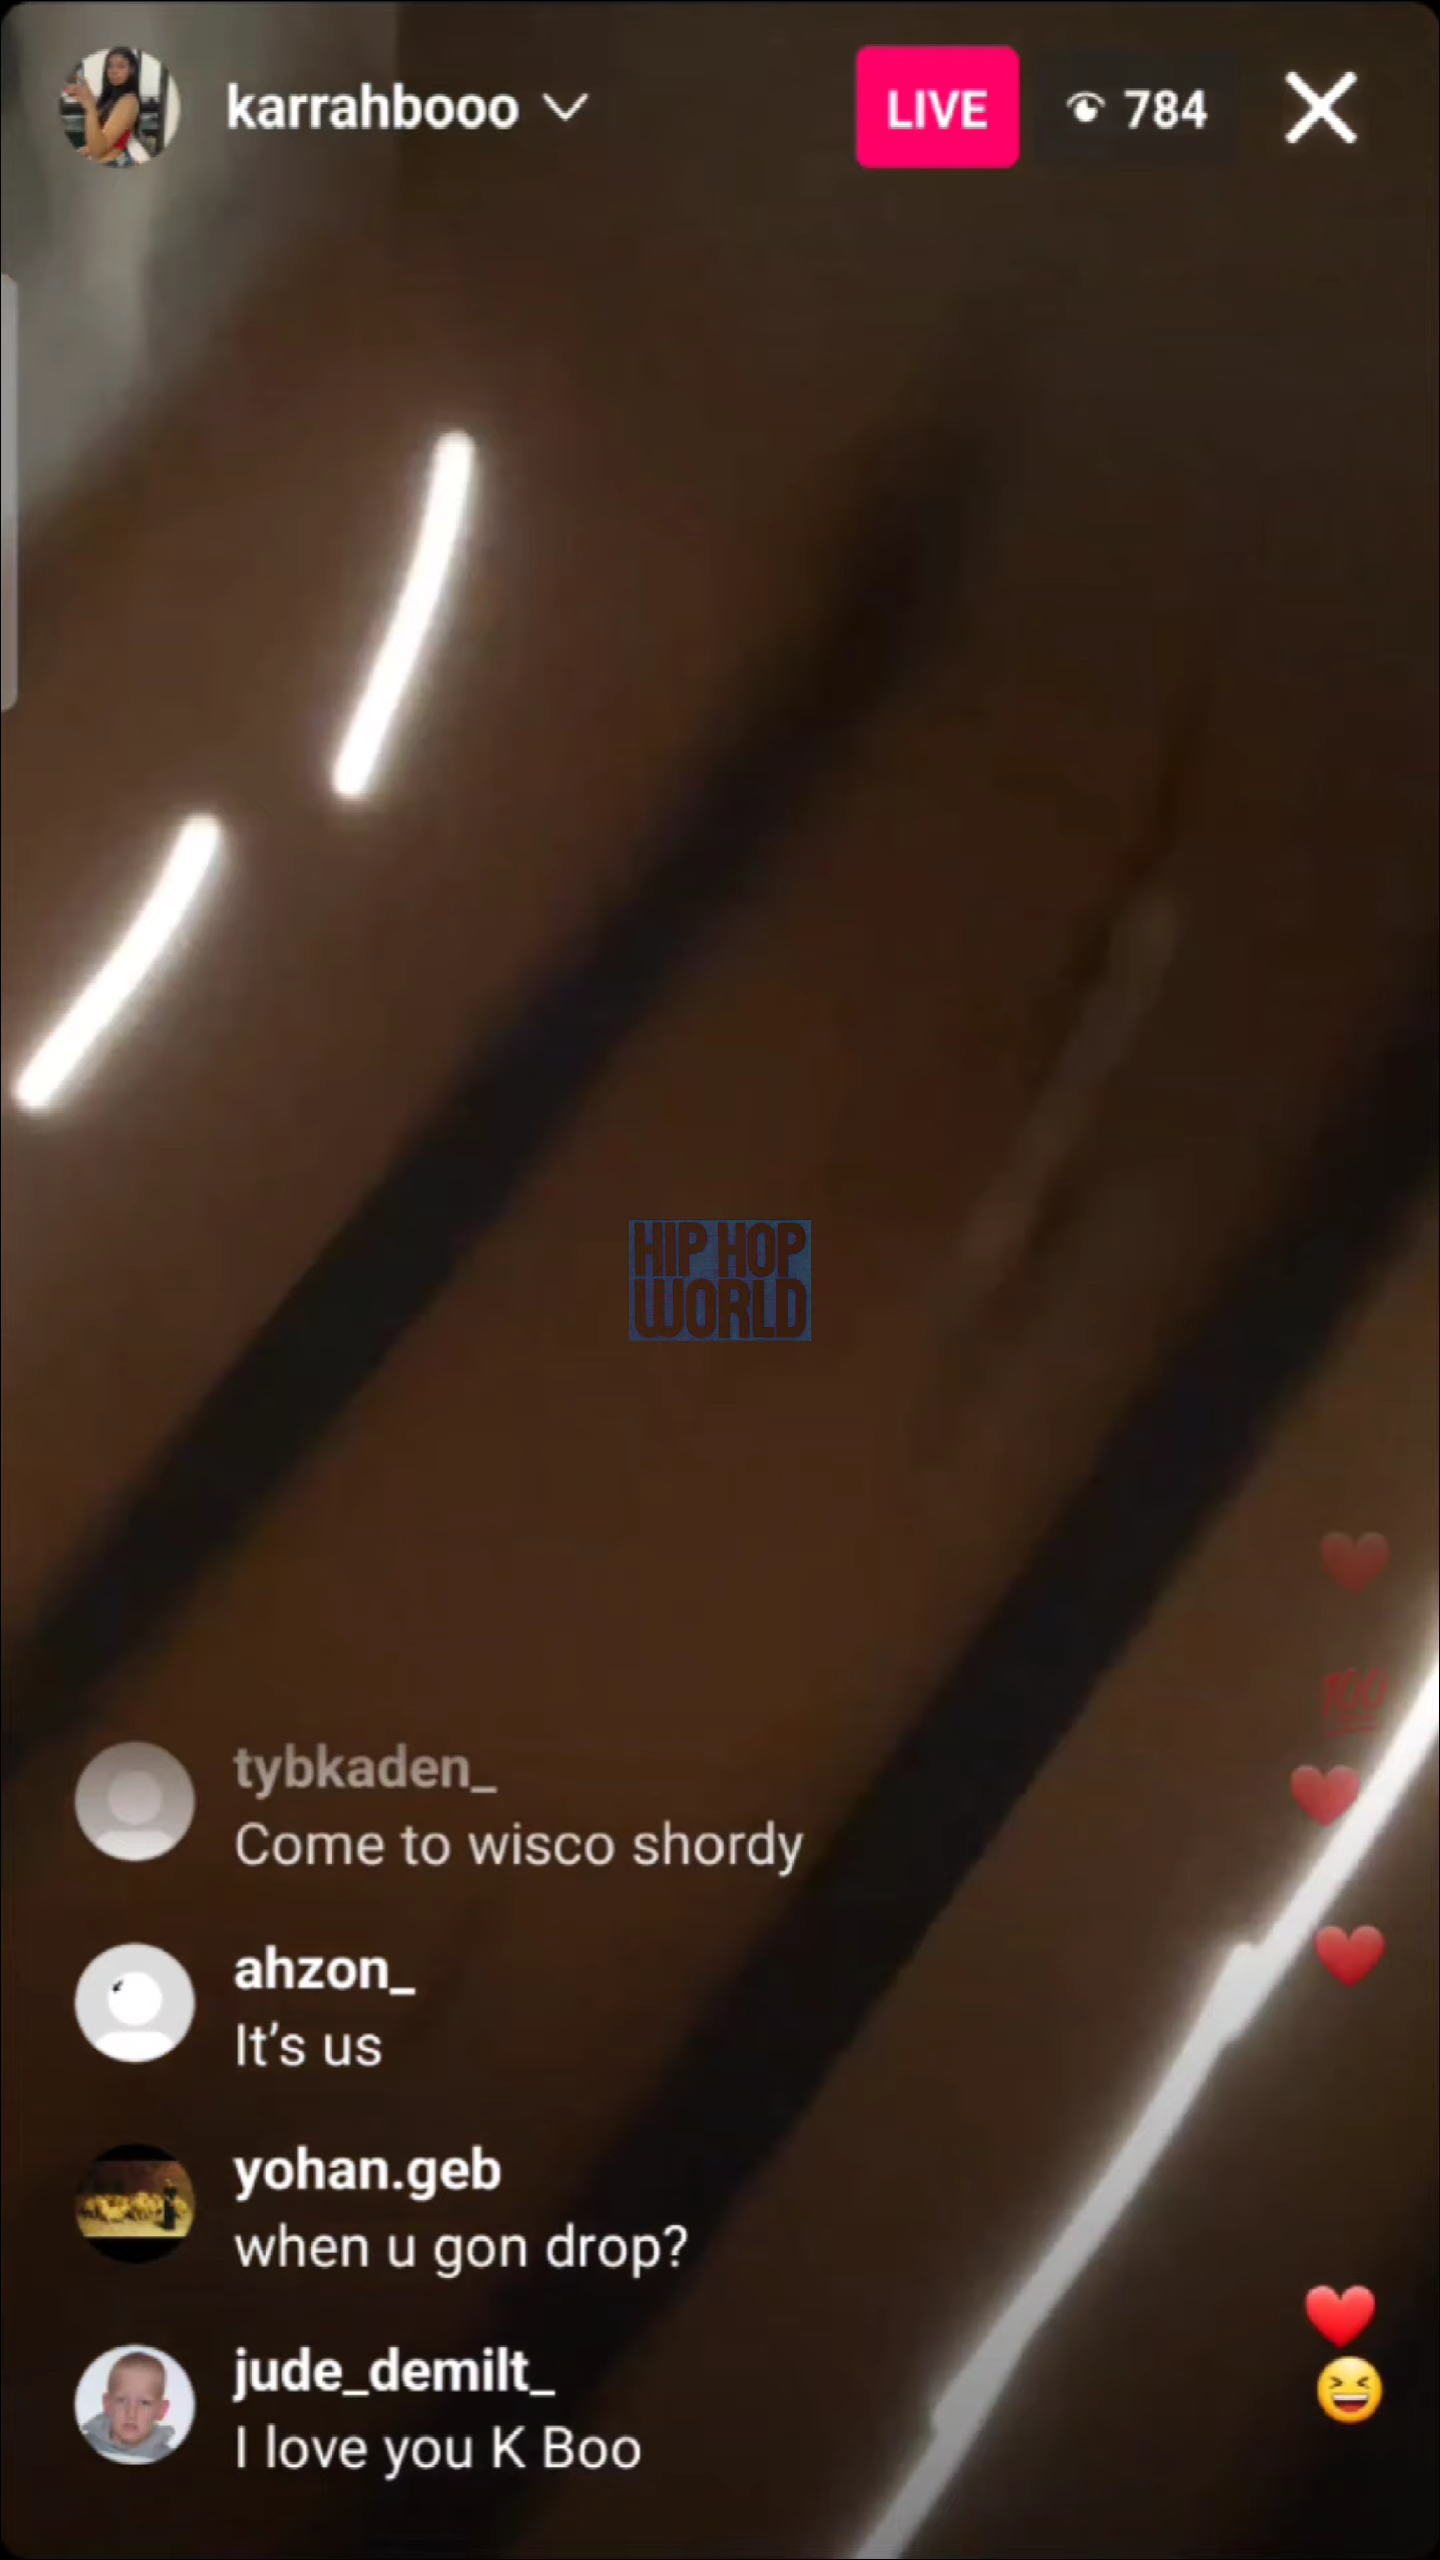 karrahbooo
LIVE
784
HIP HOP
WORLD
100
tybkaden_
Come to wisco shordy
ahzon_
It's us
yohan.geb
when u gon drop?
jude_demilt_
I love you K Boo